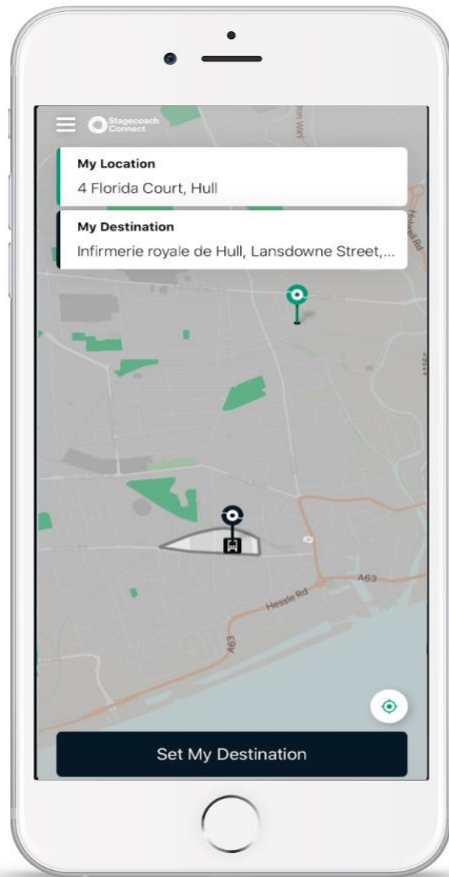 Stagecoach
Connect
My Location
4 Florida Court, Hull
My Destination
Infirmerie royale de Hull, Lansdowne Street,...
Hessle Rd
A63
A63
Set My Destination